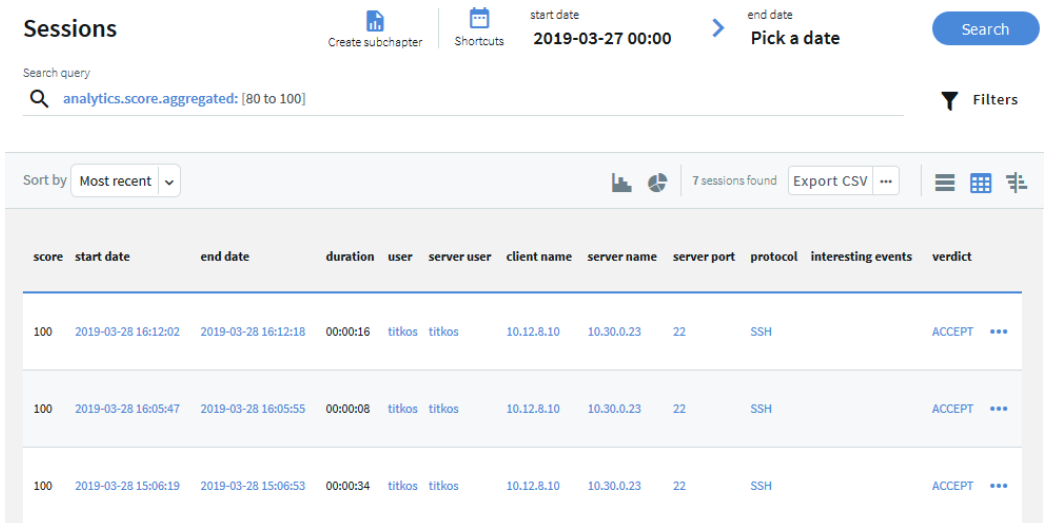 Sessions
Create subchapter
Shortcuts
start date
2019-03-27 00:00
end date
Pick a date
Search
Search query
analytics.score.aggregated: [80 to 100]
Filters
Sort by Most recent
7 sessions found
Export CSV
score start date end date duration user server user client name server name server port protocol interesting events verdict
100 2019-03-28 16:12:02 2019-03-28 16:12:18 00:00:16 titkos titkos 10.12.8.10 10.30.0.23 22 SSH ACCEPT
100 2019-03-28 16:05:47 2019-03-28 16:05:55 00:00:08 titkos titkos 10.12.8.10 10.30.0.23 22 SSH ACCEPT
100 2019-03-28 15:06:19 2019-03-28 15:06:53 00:00:34 titkos titkos 10.12.8.10 10.30.0.23 22 SSH ACCEPT